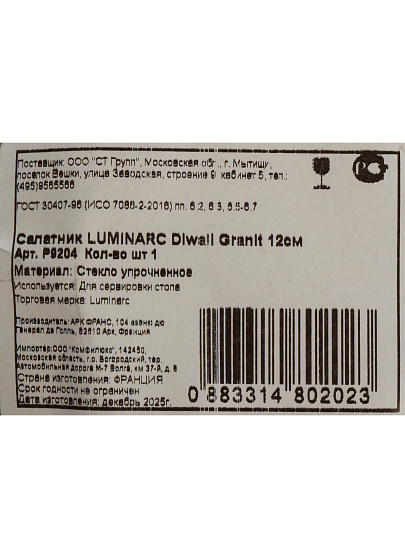 Поставщик: ООО "СТ Групп", Московская обл., г. Мытищи,
поселок Вешки, улица Заводская, строение 9 кабинет 5, тел.:
(495)9565566
ГОСТ 30407-96 (ИСО 7086-2-2016) пп. 6.2, 6.3, 6.5-6.7
Салатник LUMINARC Diwali Granit 12см
Арт. P9204 Кол-во шт 1
Материал: Стекло упрочненное
Используется: Для сервировки стола
Торговая марка: Luminarc
Производитель: АРК ФРАНС, 104 авеню дю
Генерал де Голль, 62510 Арк, Франция
Импортер:ООО "Комфилюкс", 142450,
Московская область, г.о. Богородский, тер.
Автомобильная дорога М-7 Волга, км 37-й, д. 6
Страна изготовления: ФРАНЦИЯ
Срок годности не ограничен
Дата изготовления: декабрь 2025г.
0 883314 802023